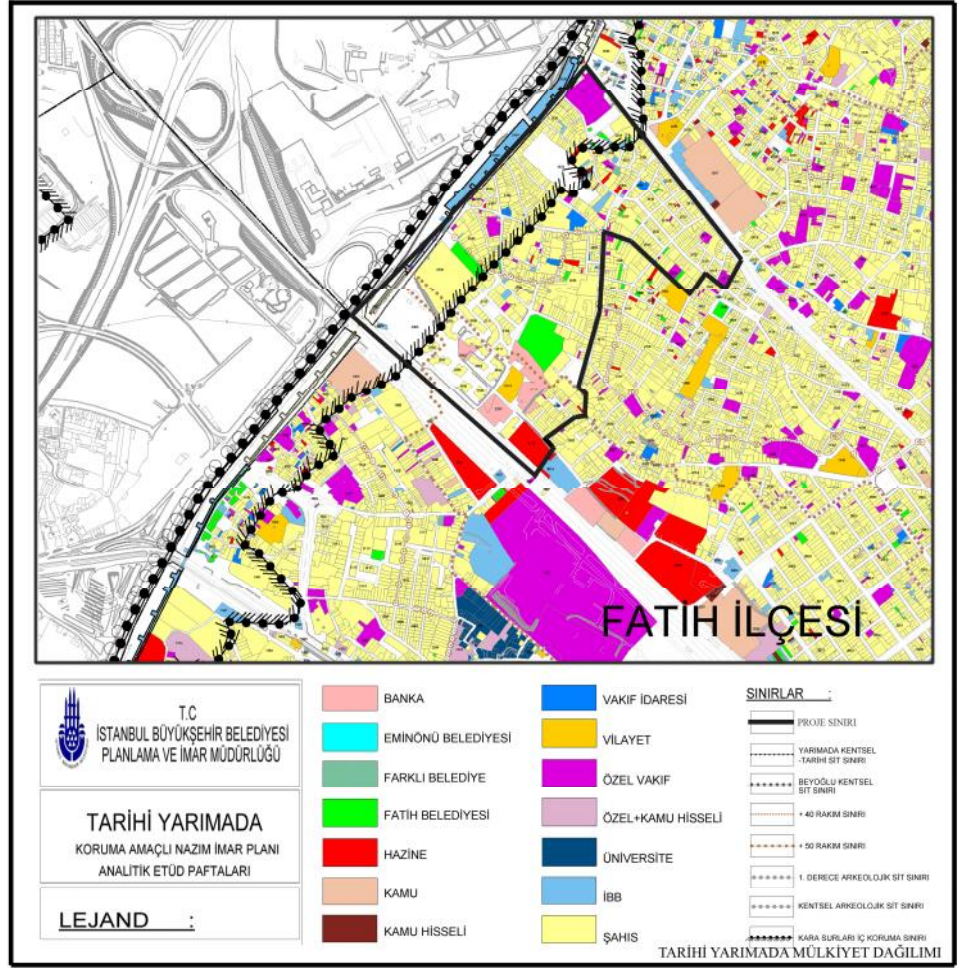 FATİH İLÇESİ
T.C
İSTANBUL BÜYÜKŞEHİR BELEDİYESİ
PLANLAMA VE İMAR MÜDÜRLÜĞÜ
TARİHİ YARIMADA
KORUMA AMAÇLI NAZIM İMAR PLANI
ANALİTİK ETÜD PAFTALARI
LEJAND :
BANKA
EMİNÖNÜ BELEDİYESİ
FARKLI BELEDİYE
FATİH BELEDİYESİ
HAZİNE
KAMU
KAMU HİSSELİ
VAKIF İDARESİ
VİLAYET
ÖZEL VAKIF
ÖZEL+KAMU HİSSELİ
ÜNİVERSİTE
İBB
ŞAHIS
SINIRLAR :
PROJE SINIRI
YARIMADA KENTSEL
-TARİHİ SİT SINIRI
BEYOĞLU KENTSEL
SIT SINIRI
+ 40 RAKIM SINIRI
+ 50 RAKIM SINIRI
1. DERECE ARKEOLOJİK SİT SINIRI
KENTSEL ARKEOLOJİK SİT SINIRI
KARA SURLARI İÇ KORUMA SINIRI
TARİHİ YARIMADA MÜLKİYET DAĞILIMI